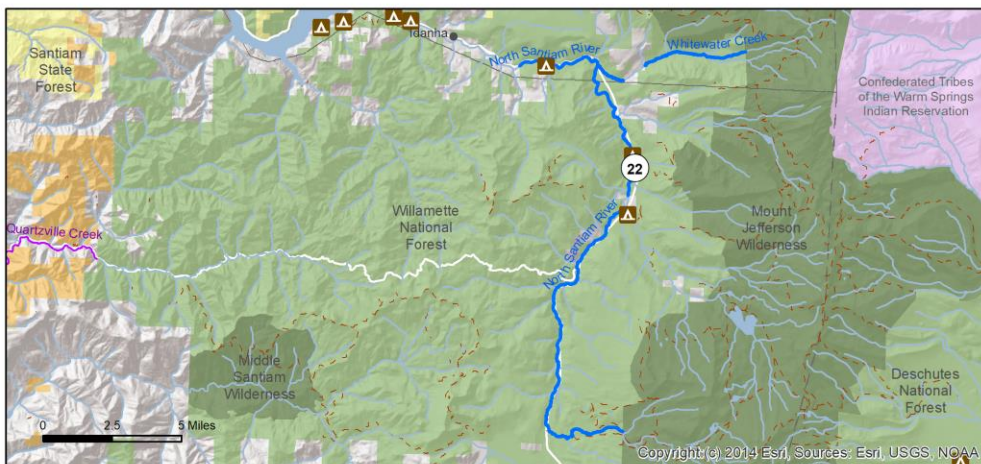 Idanha
North Santiam River
Whitewater Creek
Santiam
State
Forest
Confederated Tribes
of the Warm Springs
Indian Reservation
22
Quartzville Creek
Willamette
National
Forest
North Santiam River
Mount
Jefferson
Wilderness
Middle
Santiam
Wilderness
Deschutes
National
Forest
0 2.5 5 Miles
Copyright:(c) 2014 Esri, Sources: Esri, USGS, NOAA